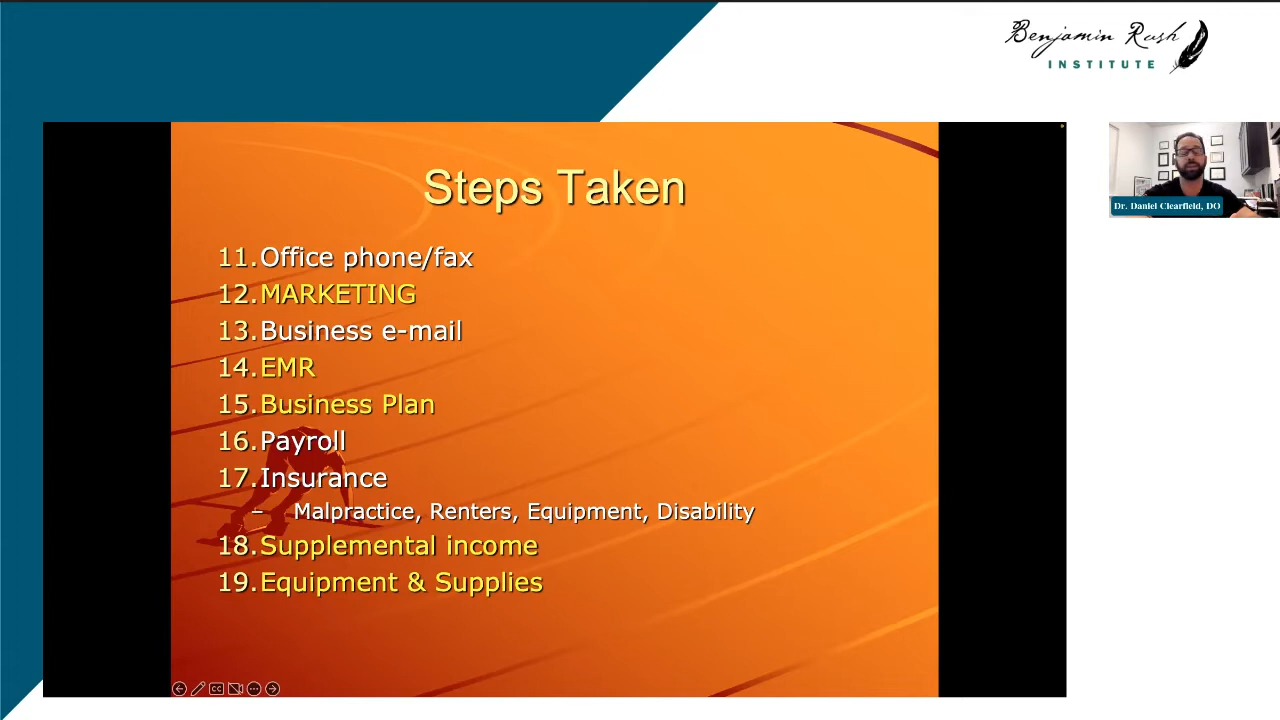 Benjamin Rush
INSTITUTE
Steps Taken
11. Office phone/fax
12. MARKETING
13. Business e-mail
14. EMR
15. Business Plan
16. Payroll
17. Insurance
– Malpractice, Renters, Equipment, Disability
18. Supplemental income
19. Equipment & Supplies
Dr. Daniel Clearfield, DO
CC